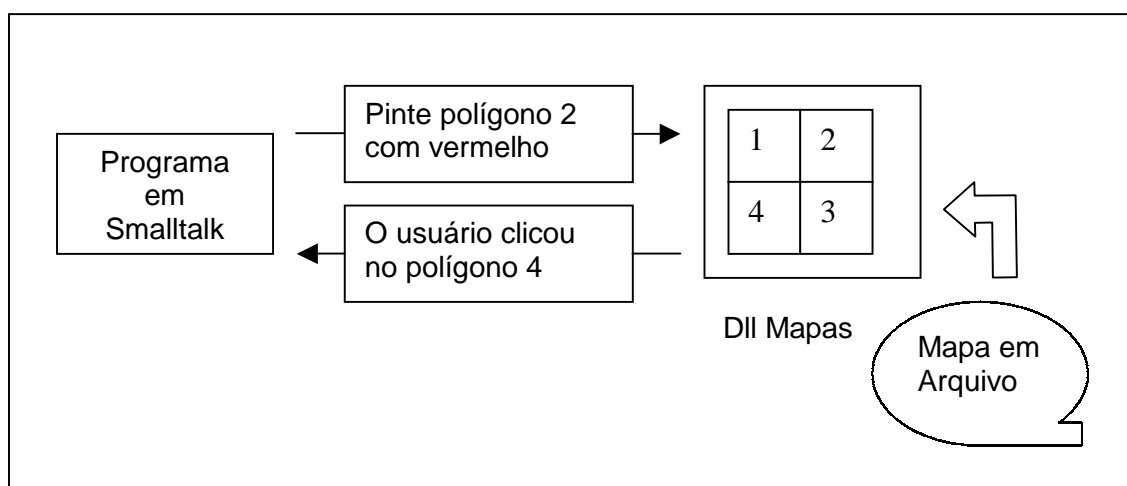 Programa
em
Smalltalk
Pinte polígono 2
com vermelho
O usuário clicou
no polígono 4
1 2
4 3
Dll Mapas
Mapa em
Arquivo